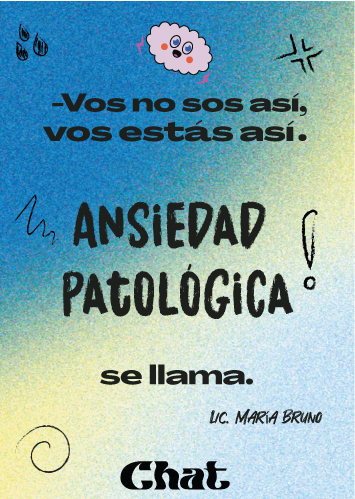 -Vos no sos así,
vos estás así.
ANSiEDAD
PATOLÓGiCA!
se llama.
LIC. MARÍA BRUNO
Chat